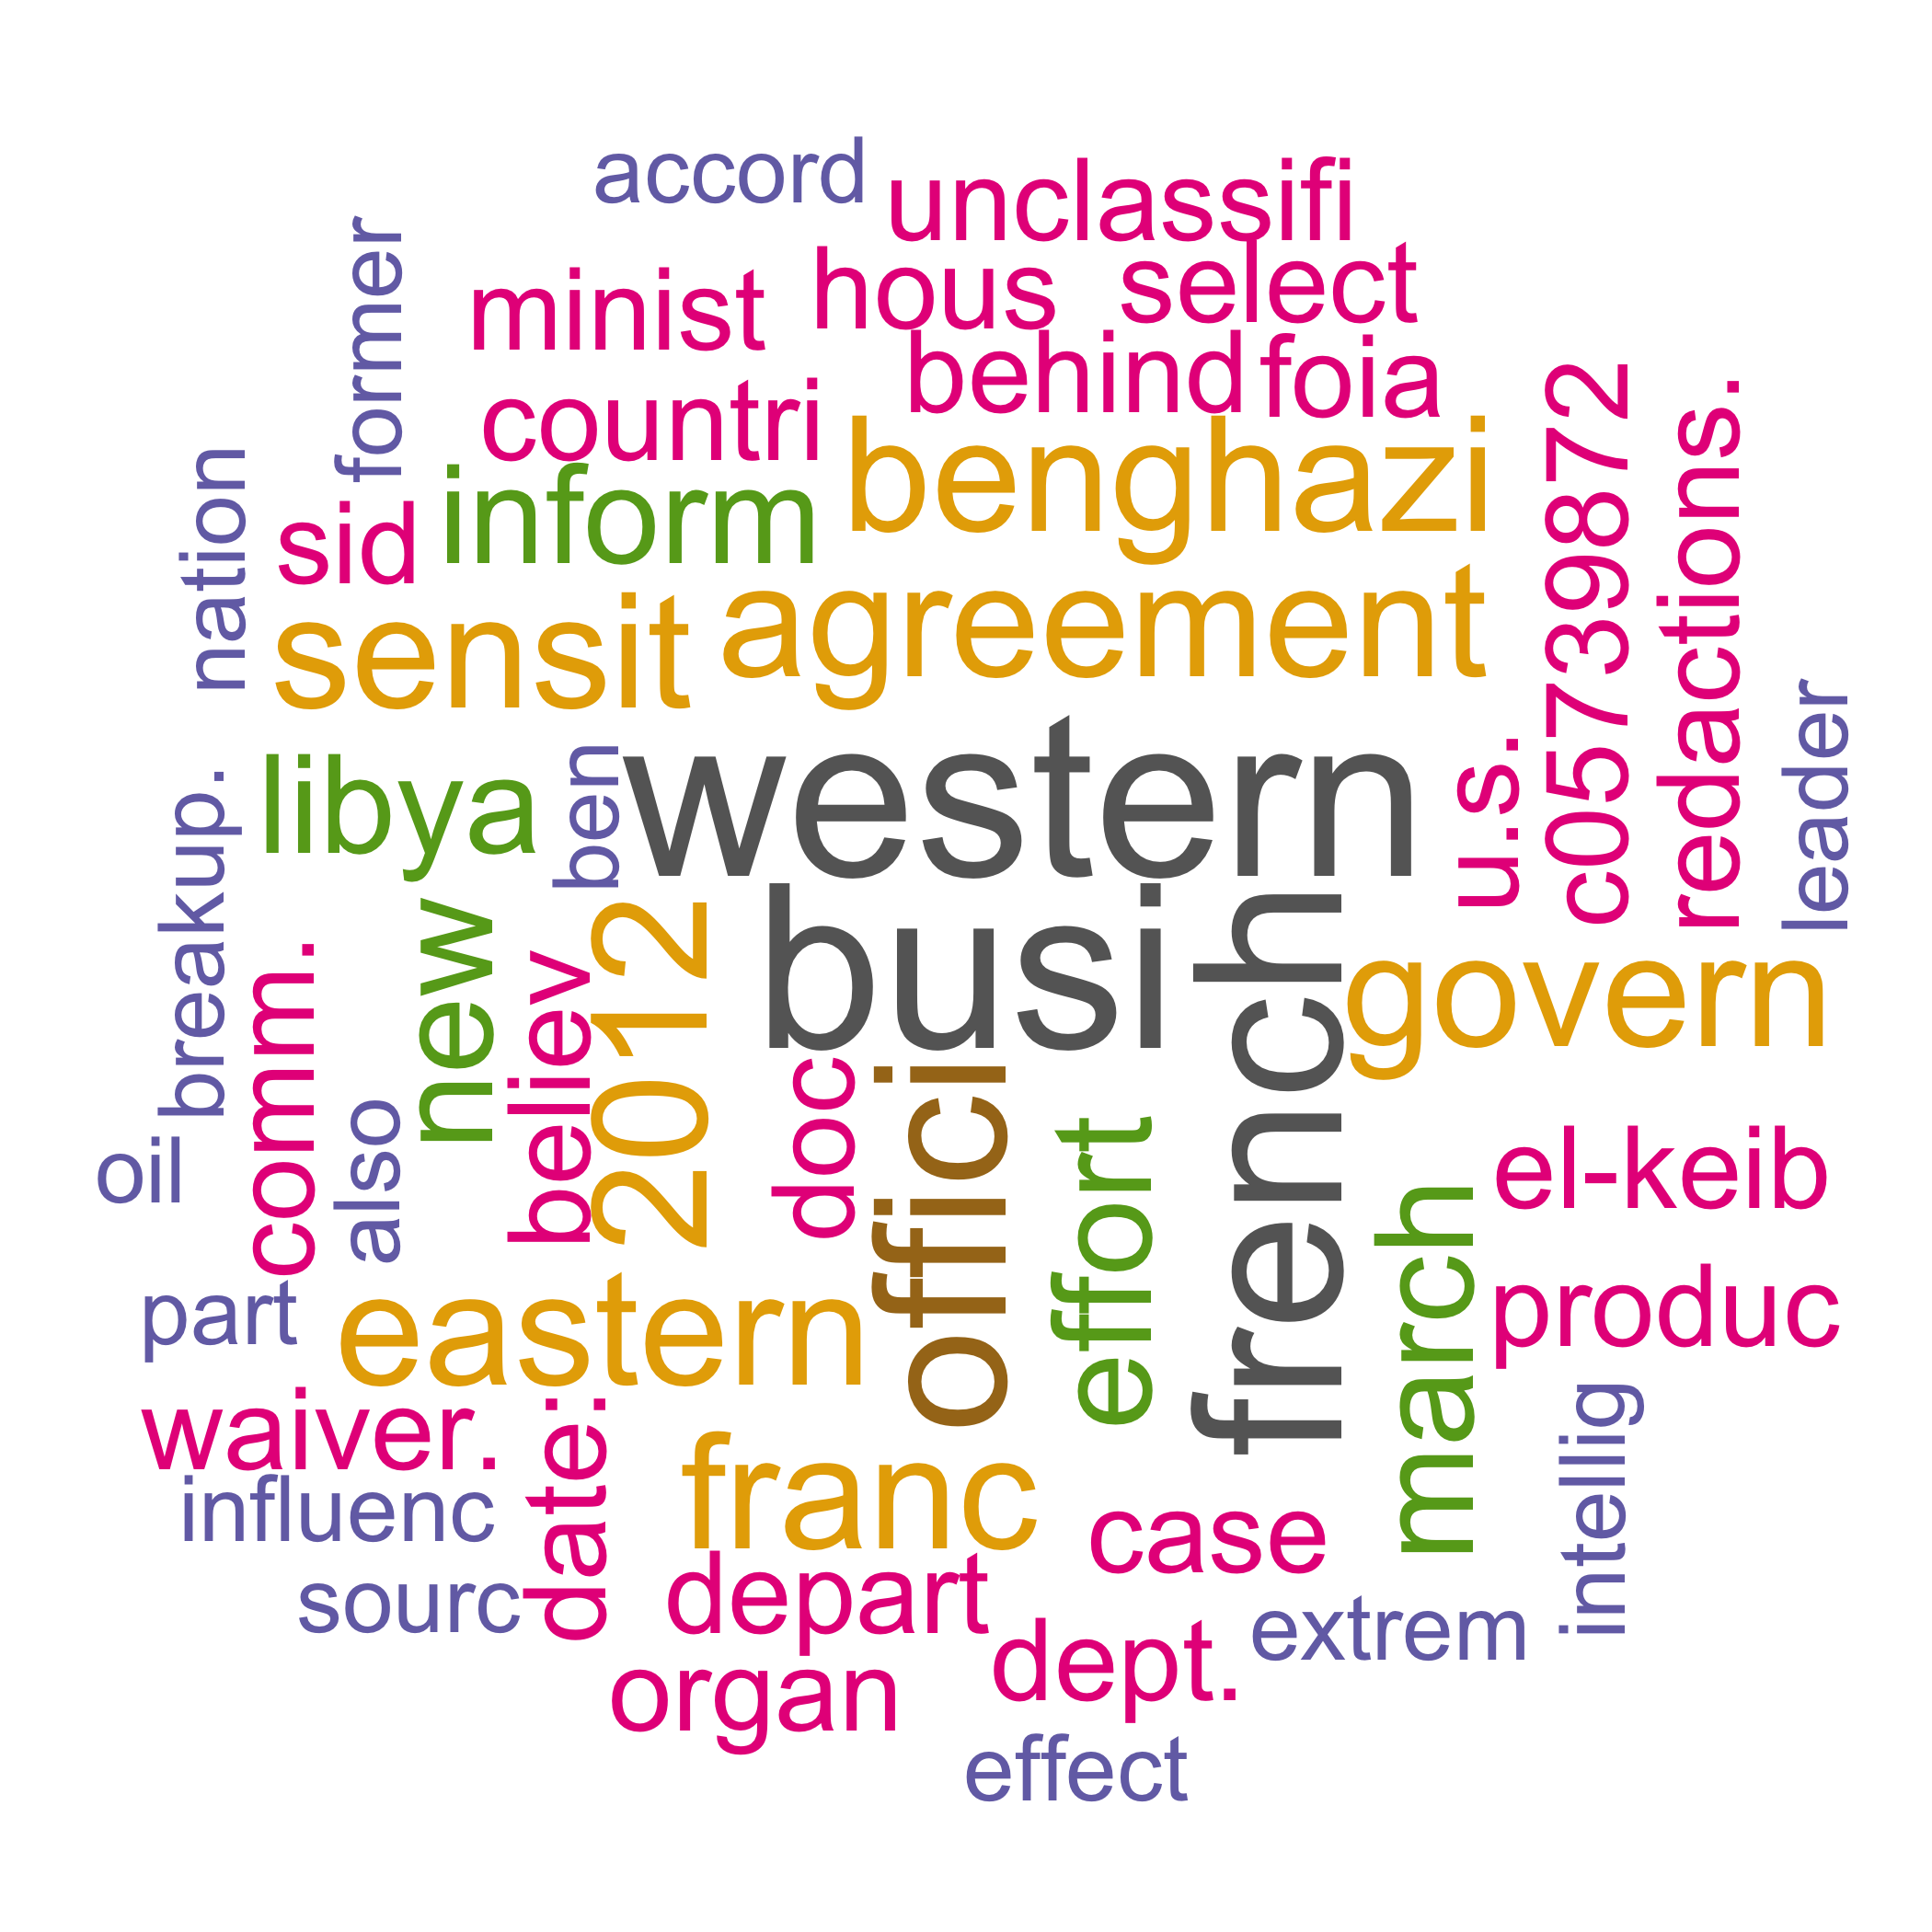 accord
unclassifi
hous select
minist
behind foia
countri
former
benghazi
inform
sid
nation
c05739872
redactions.
agreement
sensit
western
libya
ben
u.s.
leader
breakup.
busi
govern
new
2012
believ
comm.
french
offici
doc
also
oil
effort
el-keib
march
produc
part
eastern
waiver.
date:
franc
influenc
case
intellig
sourc
depart
extrem
dept.
organ
effect